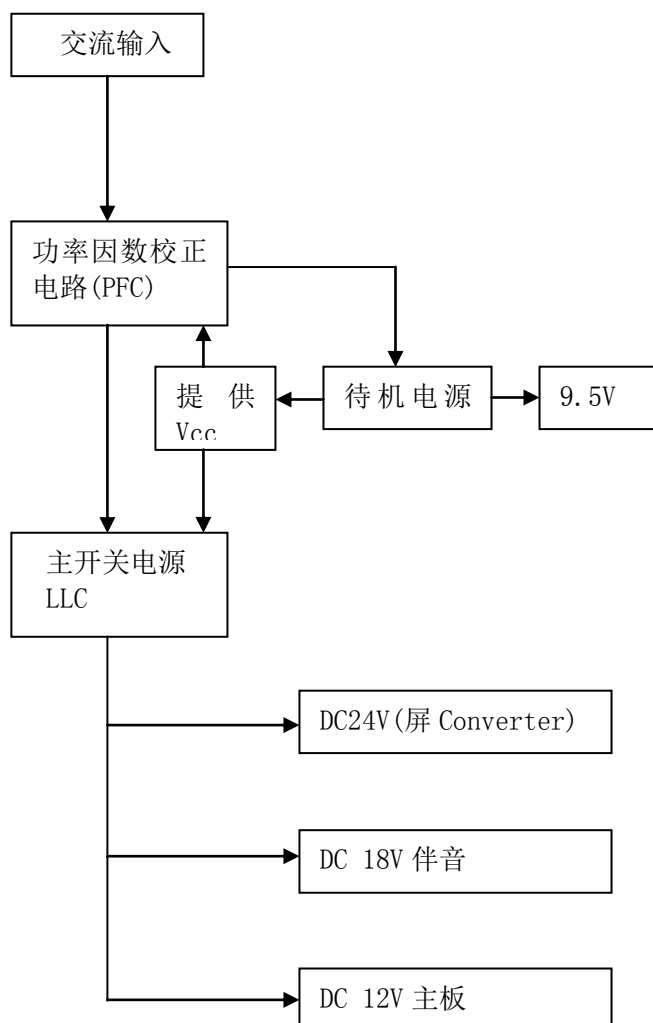 交流输入
功率因数校正
电路(PFC)
提 供
Vcc
待机电源
9.5V
主开关电源
LLC
DC24V(屏 Converter)
DC 18V 伴音
DC 12V 主板